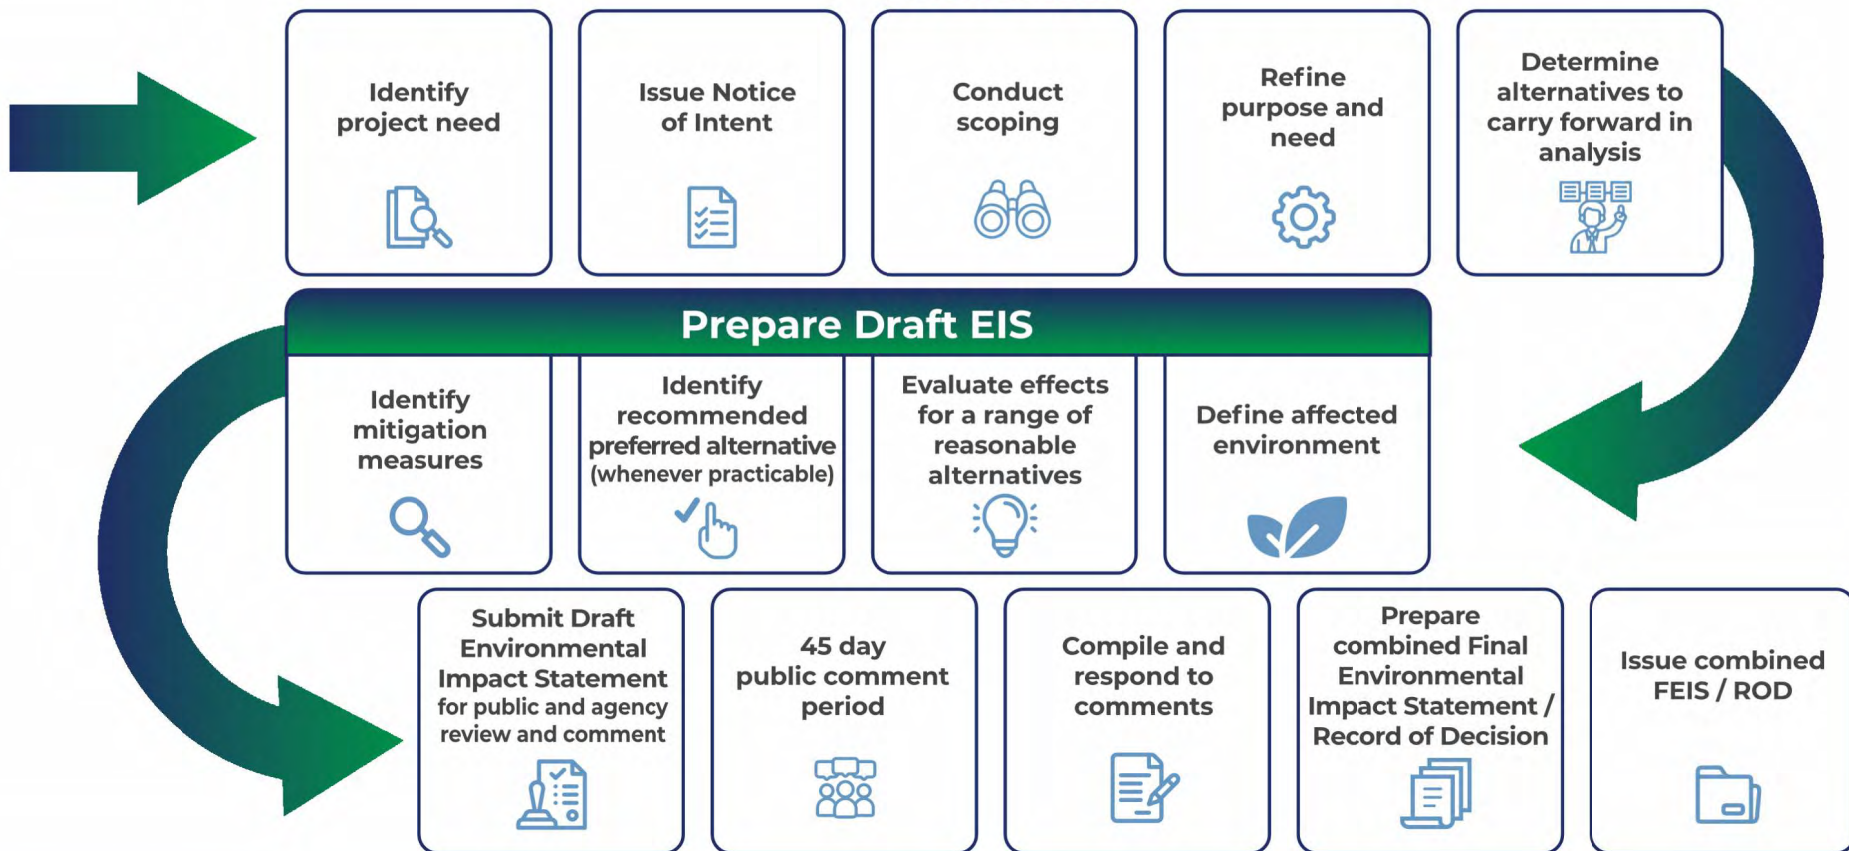 Identify
project need
Issue Notice
of Intent
Conduct
scoping
Refine
purpose and
need
Determine
alternatives to
carry forward in
analysis
Prepare Draft EIS
Identify
mitigation
measures
Identify
recommended
preferred alternative
(whenever practicable)
Evaluate effects
for a range of
reasonable
alternatives
Define affected
environment
Submit Draft
Environmental
Impact Statement
for public and agency
review and comment
45 day
public comment
period
Compile and
respond to
comments
Prepare
combined Final
Environmental
Impact Statement /
Record of Decision
Issue combined
FEIS / ROD